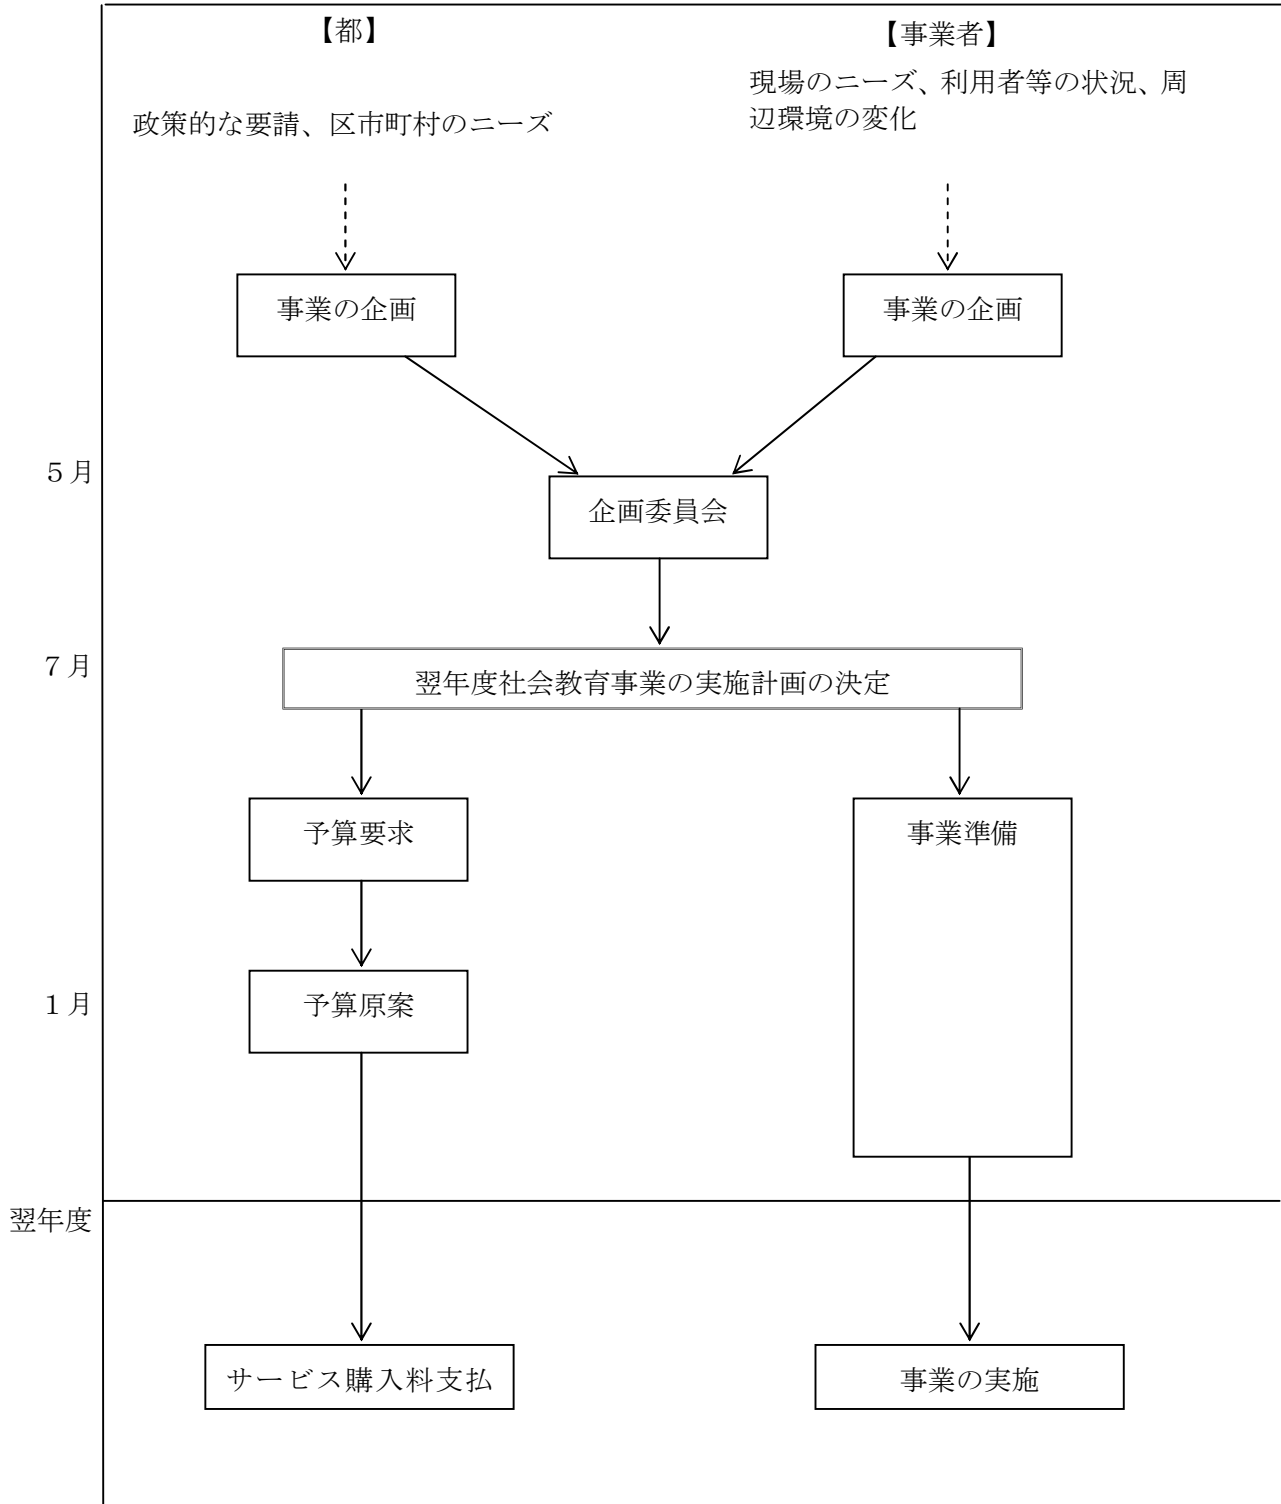 【都】
【事業者】
政策的な要請、区市町村のニーズ
現場のニーズ、利用者等の状況、周
辺環境の変化
事業の企画
事業の企画
５月
企画委員会
７月
翌年度社会教育事業の実施計画の決定
予算要求
事業準備
１月
予算原案
翌年度
サービス購入料支払
事業の実施